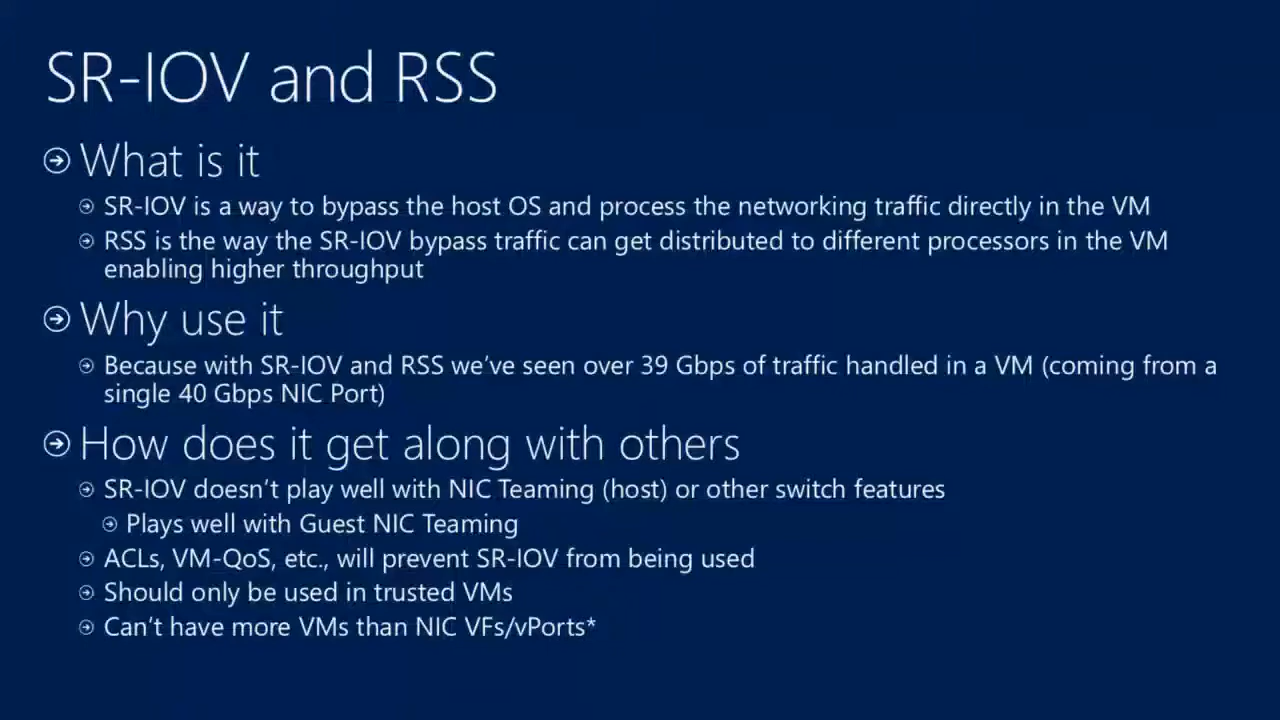 SR-IOV and RSS
What is it
SR-IOV is a way to bypass the host OS and process the networking traffic directly in the VM
RSS is the way the SR-IOV bypass traffic can get distributed to different processors in the VM
enabling higher throughput
Why use it
Because with SR-IOV and RSS we've seen over 39 Gbps of traffic handled in a VM (coming from a
single 40 Gbps NIC Port)
How does it get along with others
SR-IOV doesn't play well with NIC Teaming (host) or other switch features
Plays well with Guest NIC Teaming
ACLs, VM-QoS, etc., will prevent SR-IOV from being used
Should only be used in trusted VMs
Can't have more VMs than NIC VFs/vPorts*